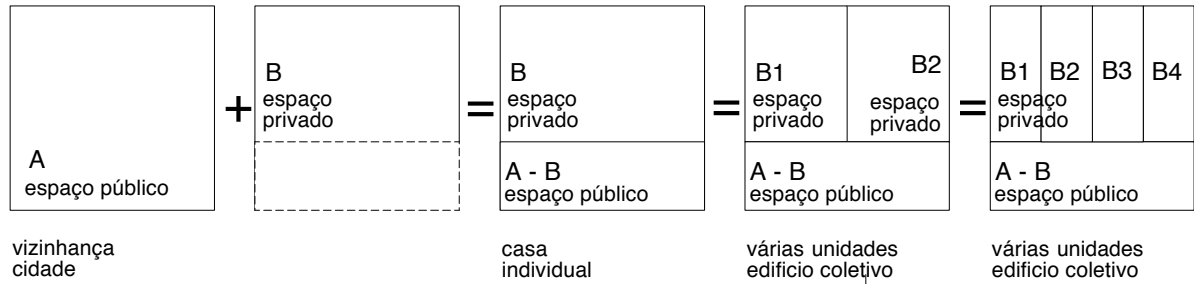 A
espaço público
+
B
espaço
privado
=
B
espaço
privado
A - B
espaço público
=
B1
espaço
privado
B2
espaço
privado
A - B
espaço público
=
B1 B2 B3 B4
espaço
privado
A - B
espaço público
vizinhança
cidade
casa
individual
várias unidades
edificio coletivo
várias unidades
edificio coletivo